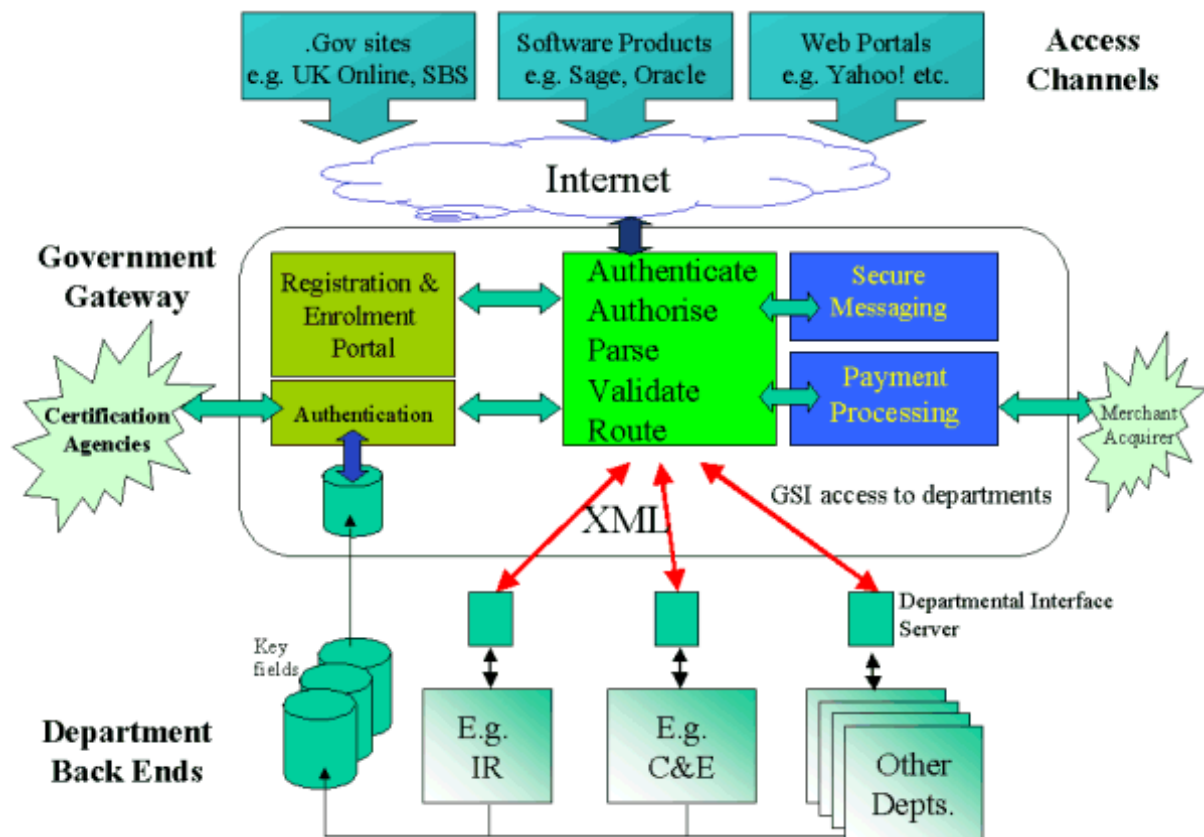 .Gov sites
e.g. UK Online, SBS
Software Products
e.g. Sage, Oracle
Web Portals
e.g. Yahoo! etc.
Access
Channels
Internet
Government
Gateway
Registration &
Enrolment
Portal
Authenticate
Authorise
Parse
Validate
Route
Secure
Messaging
Certification
Agencies
Authentication
Payment
Processing
Merchant
Acquirer
GSI access to departments
XML
Departmental Interface
Server
Key
fields
Department
Back Ends
E.g.
IR
E.g.
C&E
Other
Depts.